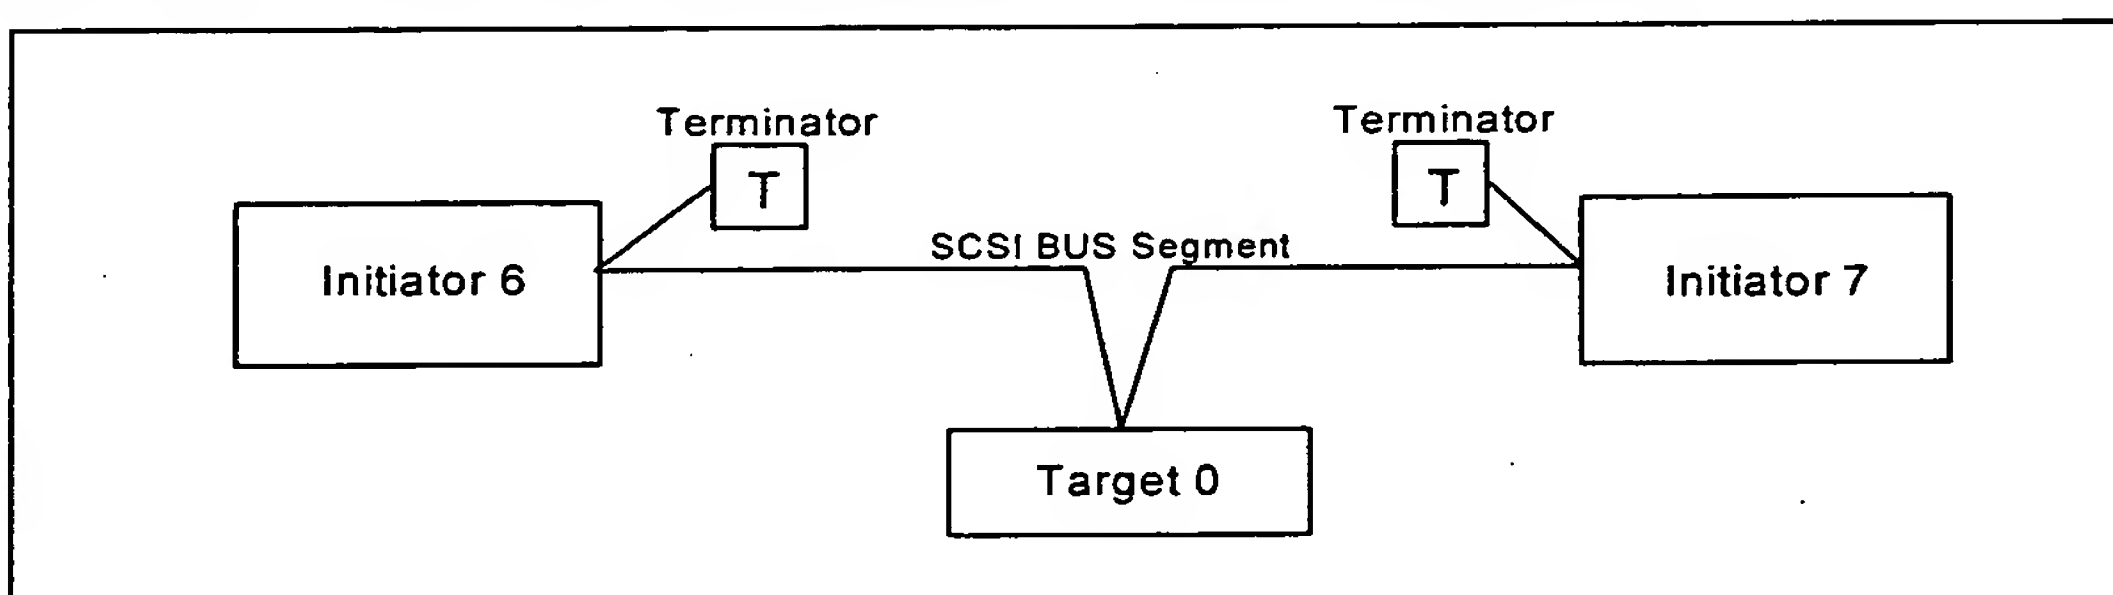 Terminator
Terminator
T
T
SCSI BUS Segment
Initiator 6
Initiator 7
Target 0